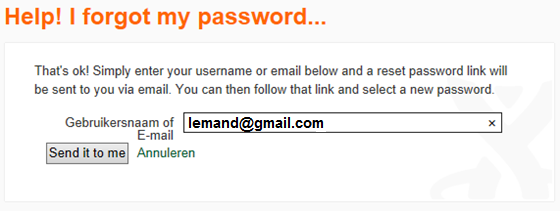 Help! I forgot my password...
That's ok! Simply enter your username or email below and a reset password link will
be sent to you via email. You can then follow that link and select a new password.
Gebruikersnaam of
E-mail
lemand@gmail.com ×
Send it to me Annuleren